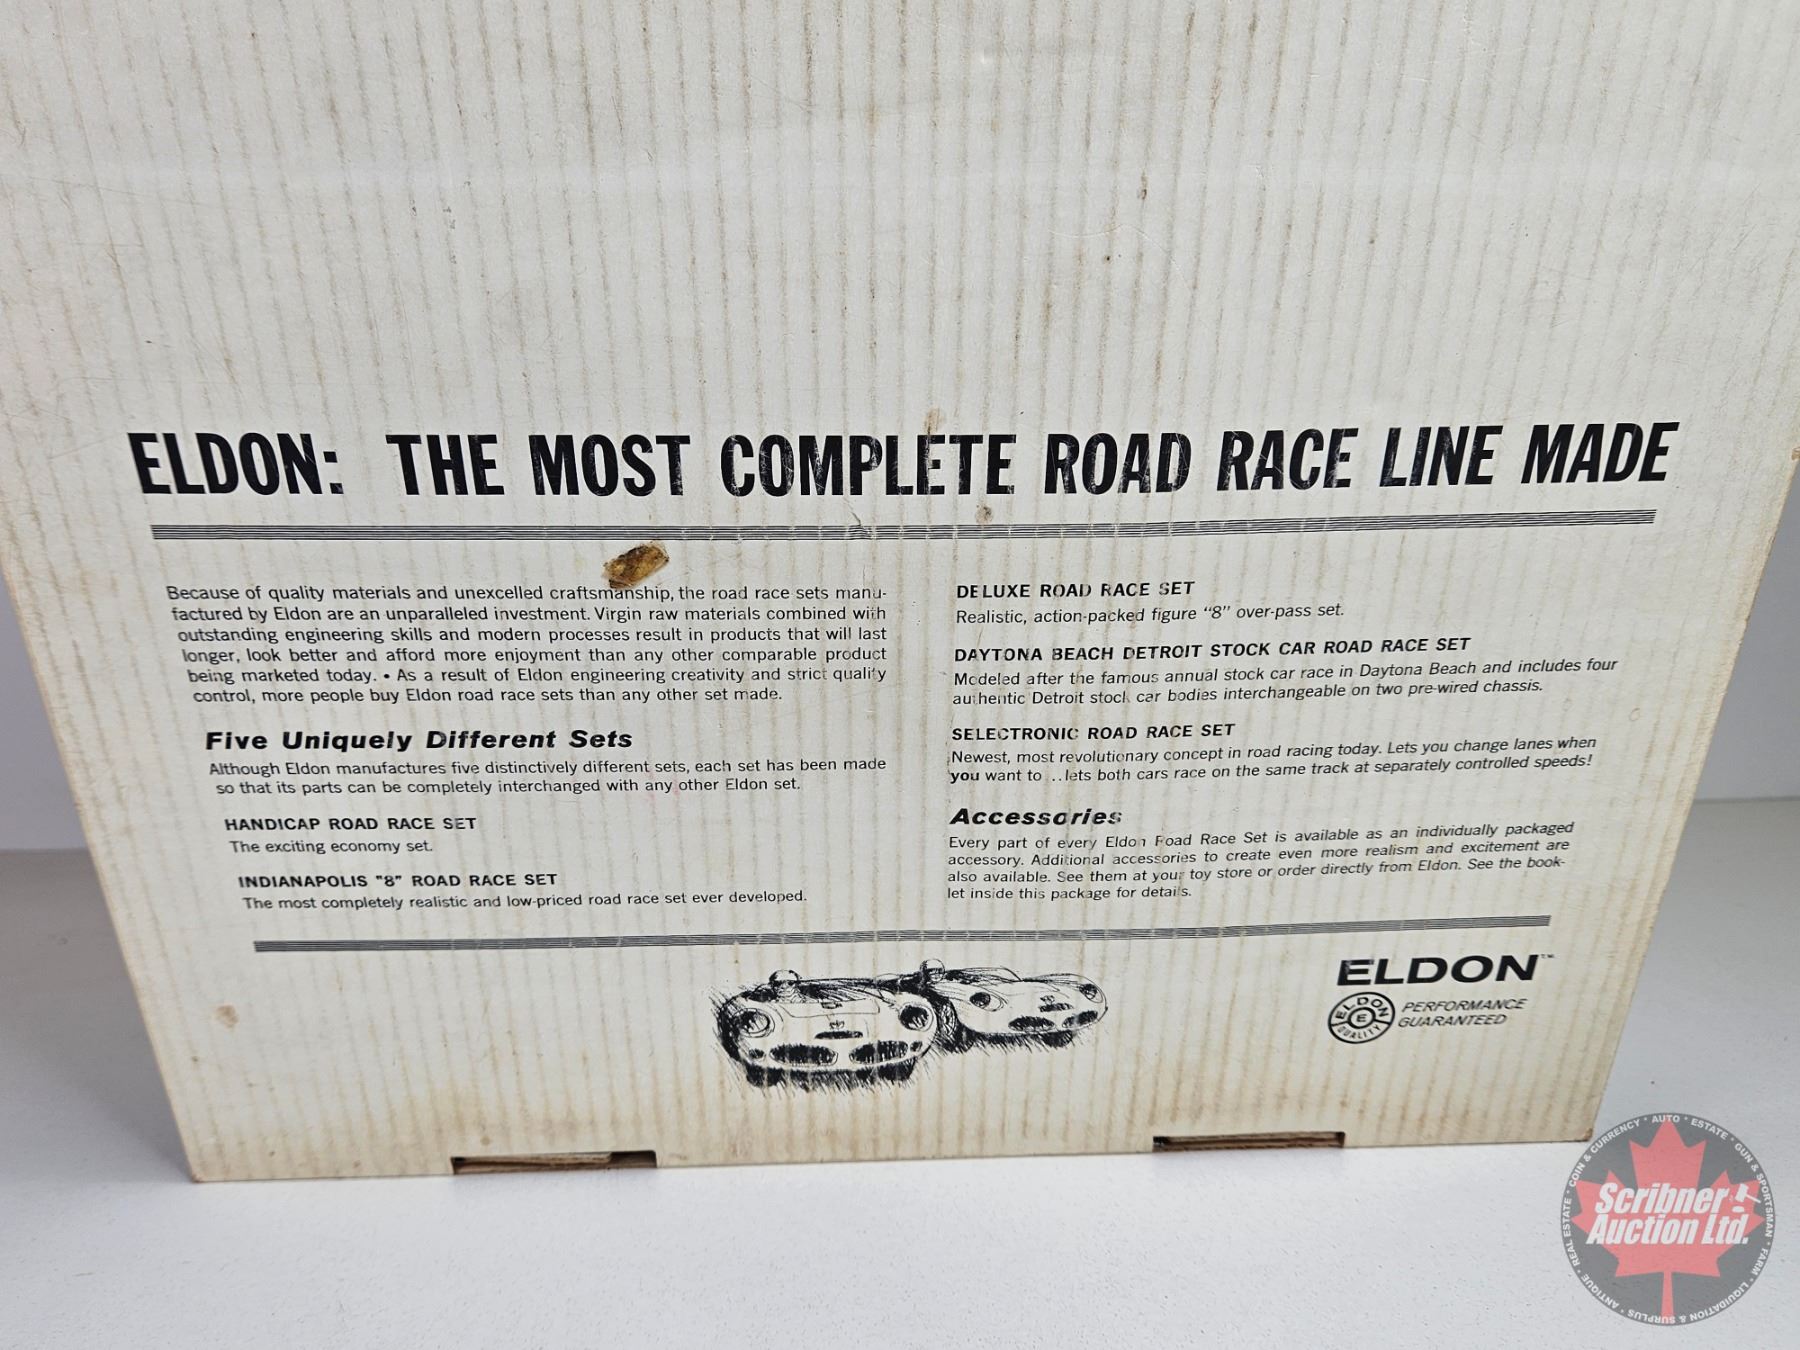 ELDON: THE MOST COMPLETE ROAD RACE LINE MADE
Because of quality materials and unexcelled craftsmanship, the road race sets manu-
factured by Eldon are an unparalleled investment. Virgin raw materials combined with
outstanding engineering skills and modern processes result in products that will last
longer, look better and afford more enjoyment than any other comparable product
being marketed today. • As a result of Eldon engineering creativity and strict quality
control, more people buy Eldon road race sets than any other set made.
Five Uniquely Different Sets
Although Eldon manufactures five distinctively different sets, each set has been made
so that its parts can be completely interchanged with any other Eldon set.
HANDICAP ROAD RACE SET
The exciting economy set.
INDIANAPOLIS "8" ROAD RACE SET
The most completely realistic and low-priced road race set ever developed.
DELUXE ROAD RACE SET
Realistic, action-packed figure "8" over-pass set.
DAYTONA BEACH DETROIT STOCK CAR ROAD RACE SET
Modeled after the famous annual stock car race in Daytona Beach and includes four
authentic Detroit stock car bodies interchangeable on two pre-wired chassis.
SELECTRONIC ROAD RACE SET
Newest, most revolutionary concept in road racing today. Lets you change lanes when
you want to . . lets both cars race on the same track at separately controlled speeds!
Accessories
Every part of every Eldon Road Race Set is available as an individually packaged
accessory. Additional accessories to create even more realism and excitement are
also available. See them at your toy store or order directly from Eldon. See the book-
let inside this package for details.
ELDON™
ELDON
E
QUALITY
PERFORMANCE
GUARANTEED
Scribner
Auction Ltd.
COIN & CURRENCY • AUTO • ESTATE • GUN & SPORTSMAN • FARM • LIQUIDATION & SURPLUS • ANTIQUE • REAL ESTATE •